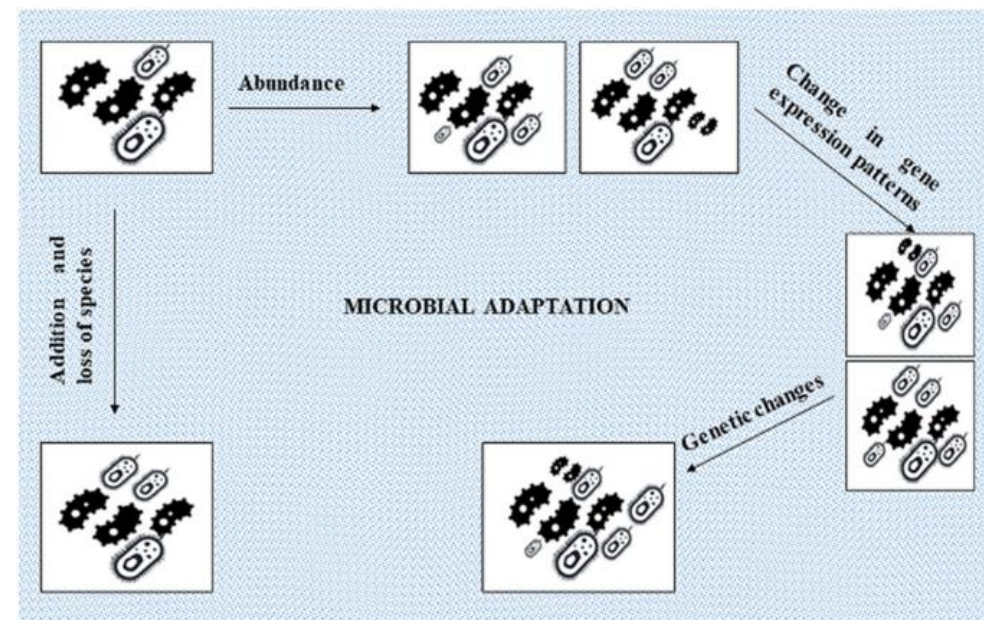 Abundance
Change in gene
expression patterns
Addition and
loss of species
MICROBIAL ADAPTATION
Genetic changes